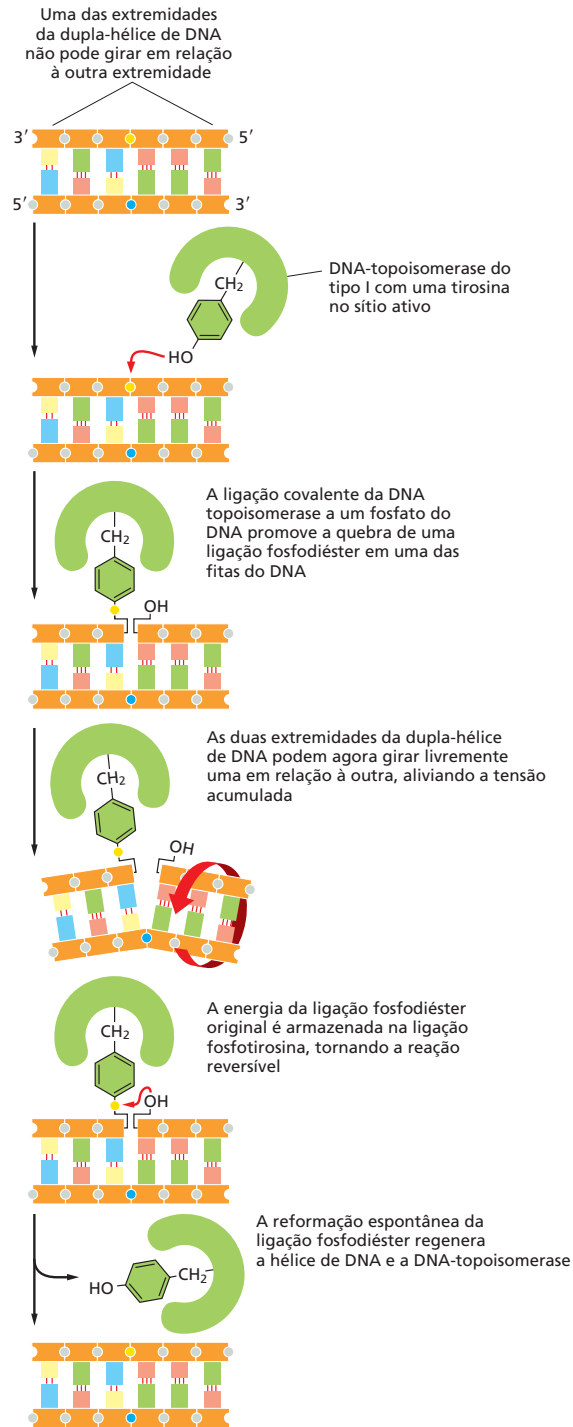 Uma das extremidades
da dupla-hélice de DNA
não pode girar em relação
à outra extremidade
3′ 5′
5′ 3′
CH2
HO
DNA-topoisomerase do
tipo I com uma tirosina
no sítio ativo
A ligação covalente da DNA
topoisomerase a um fosfato do
DNA promove a quebra de uma
ligação fosfodiéster em uma das
fitas do DNA
CH2
OH
As duas extremidades da dupla-hélice
de DNA podem agora girar livremente
uma em relação à outra, aliviando a tensão
acumulada
CH2
OH
A energia da ligação fosfodiéster
original é armazenada na ligação
fosfotirosina, tornando a reação
reversível
CH2
OH
A reformação espontânea da
ligação fosfodiéster regenera
a hélice de DNA e a DNA-topoisomerase
HO CH2